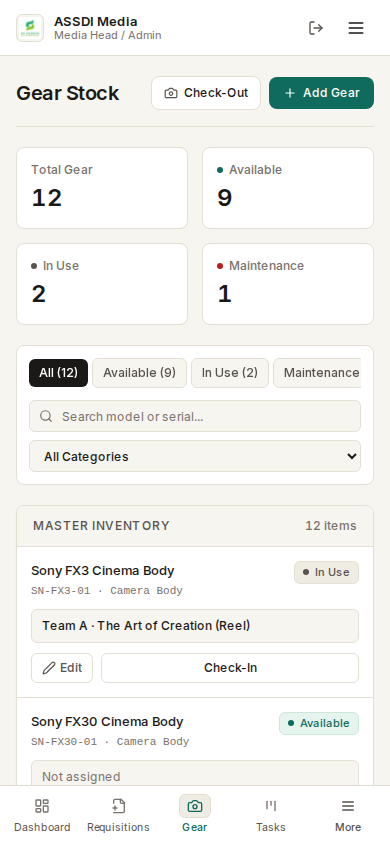 ASSDI Media
Media Head / Admin
Gear Stock
Check-Out
Add Gear
Total Gear
12
Available
9
In Use
2
Maintenance
1
All (12)
Available (9)
In Use (2)
Maintenance
Search model or serial...
All Categories
MASTER INVENTORY
12 items
Sony FX3 Cinema Body
In Use
SN-FX3-01 · Camera Body
Team A · The Art of Creation (Reel)
Edit
Check-In
Sony FX30 Cinema Body
Available
SN-FX30-01 · Camera Body
Not assigned
Dashboard
Requisitions
Gear
Tasks
More